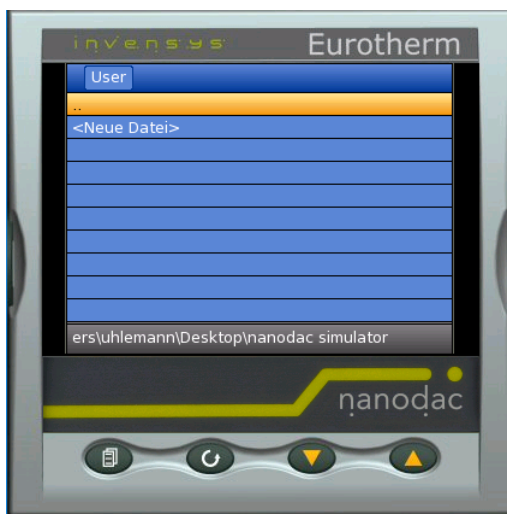 invensys Eurotherm
User
..
<Neue Datei>
ers\uhlemann\Desktop\nanodac simulator
nanodac